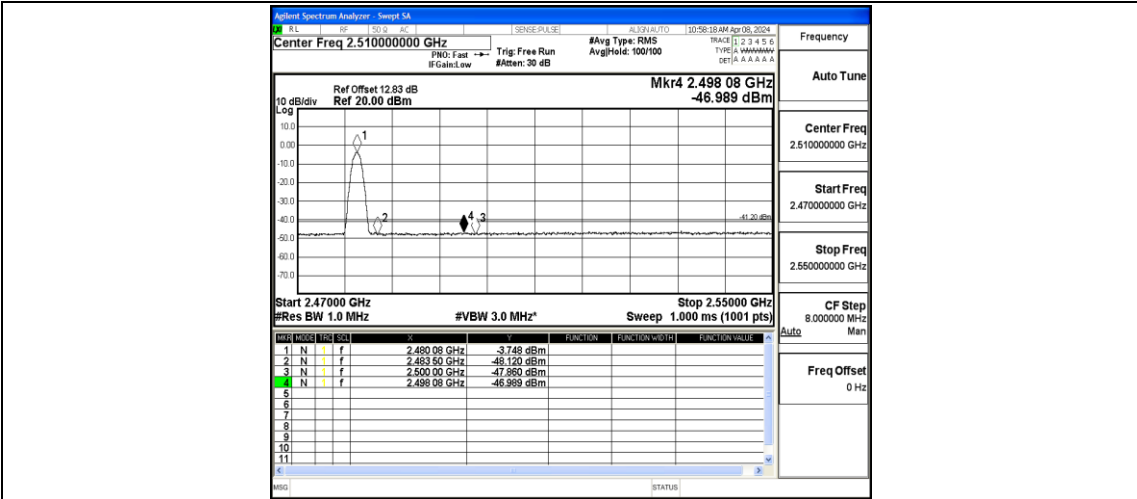 Agilent Spectrum Analyzer - Swept SA
RL RF 50 Ω AC SENSE:PULSE ALIGN AUTO 10:58:18 AM Apr 08, 2024
Center Freq 2.510000000 GHz
PNO: Fast
IFGain:Low
Trig: Free Run
#Atten: 30 dB
#Avg Type: RMS
Avg|Hold: 100/100
TRACE 1 2 3 4 5 6
TYPE A WWWWW
DET A A A A A A
Mkr4 2.498 08 GHz
-46.989 dBm
Ref Offset 12.83 dB
10 dB/div Ref 20.00 dBm
Log
10.0
0.00
-10.0
-20.0
-30.0
-40.0
-50.0
-60.0
-70.0
1
2
4
3
-41.20 dBm
Start 2.47000 GHz Stop 2.55000 GHz
#Res BW 1.0 MHz #VBW 3.0 MHz* Sweep 1.000 ms (1001 pts)
MKR MODE TRC SCL X Y FUNCTION FUNCTION WIDTH FUNCTION VALUE
1 N 1 f 2.480 08 GHz -3.748 dBm
2 N 1 f 2.483 50 GHz -48.120 dBm
3 N 1 f 2.500 00 GHz -47.860 dBm
4 N 1 f 2.498 08 GHz -46.989 dBm
5
6
7
8
9
10
11
MSG STATUS
Frequency
Auto Tune
Center Freq
2.510000000 GHz
Start Freq
2.470000000 GHz
Stop Freq
2.550000000 GHz
CF Step
8.000000 MHz
Auto Man
Freq Offset
0 Hz